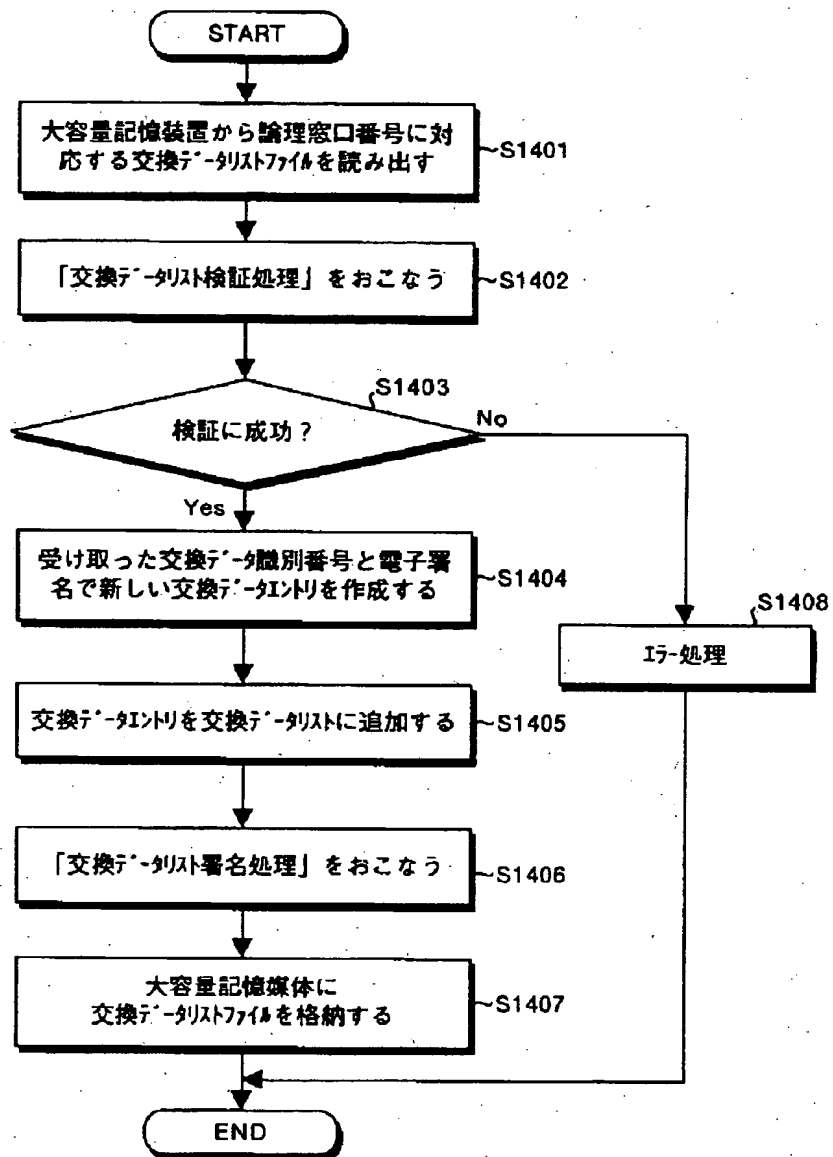 START
大容量記憶装置から論理窓口番号に対
応する交換ﾃﾞｰﾀﾘｽﾄﾌｧｲﾙを読み出す
~S1401
「交換ﾃﾞｰﾀﾘｽﾄ検証処理」をおこなう
~S1402
S1403
検証に成功？
No
Yes
受け取った交換ﾃﾞｰﾀ識別番号と電子署
名で新しい交換ﾃﾞｰﾀｴﾝﾄﾘを作成する
~S1404
S1408
ｴﾗｰ処理
交換ﾃﾞｰﾀｴﾝﾄﾘを交換ﾃﾞｰﾀﾘｽﾄに追加する
~S1405
「交換ﾃﾞｰﾀﾘｽﾄ署名処理」をおこなう
~S1406
大容量記憶媒体に
交換ﾃﾞｰﾀﾘｽﾄﾌｧｲﾙを格納する
~S1407
END